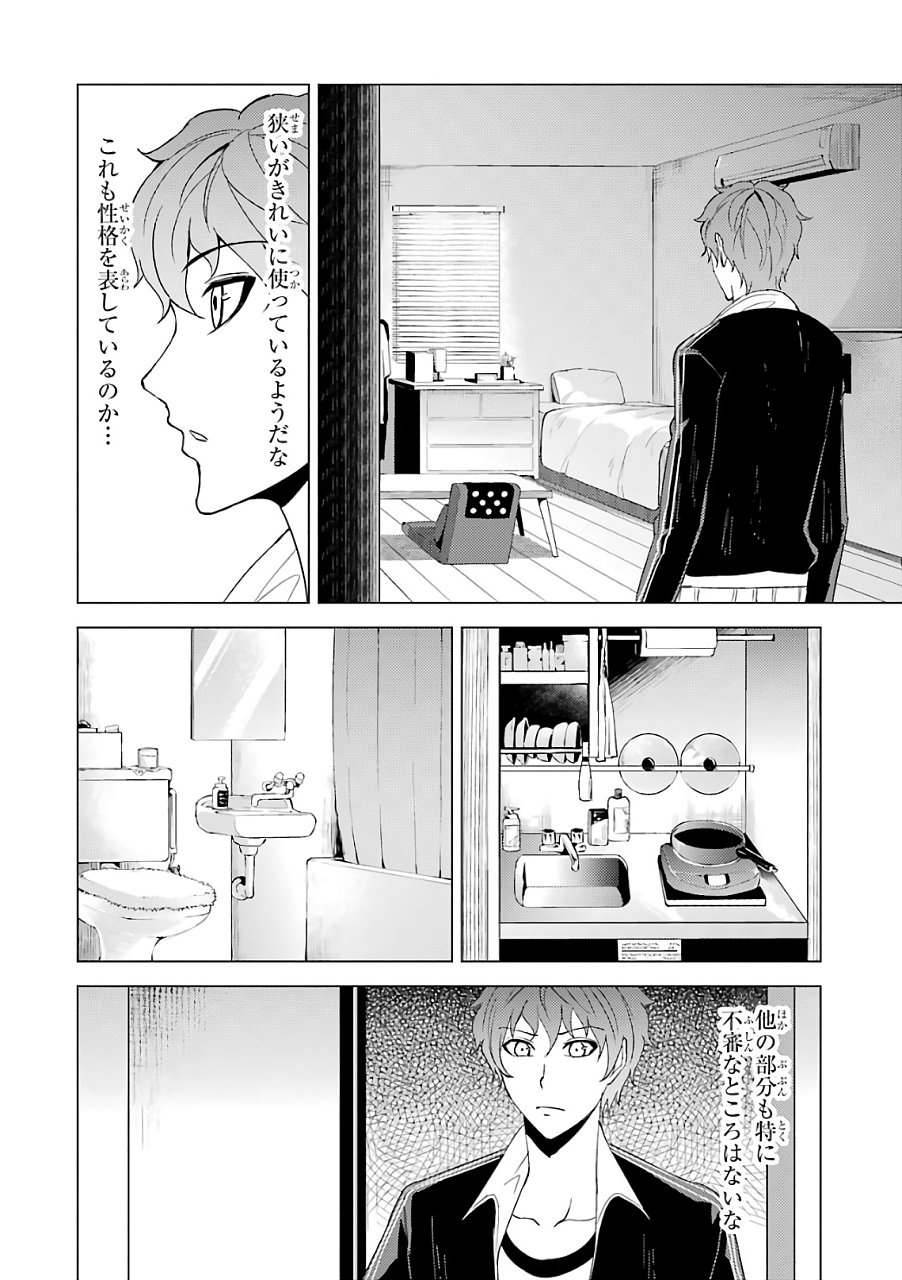 狭いがきれいに使っているようだな
これも性格を表しているのか…
他の部分も特に
不審なところはないな